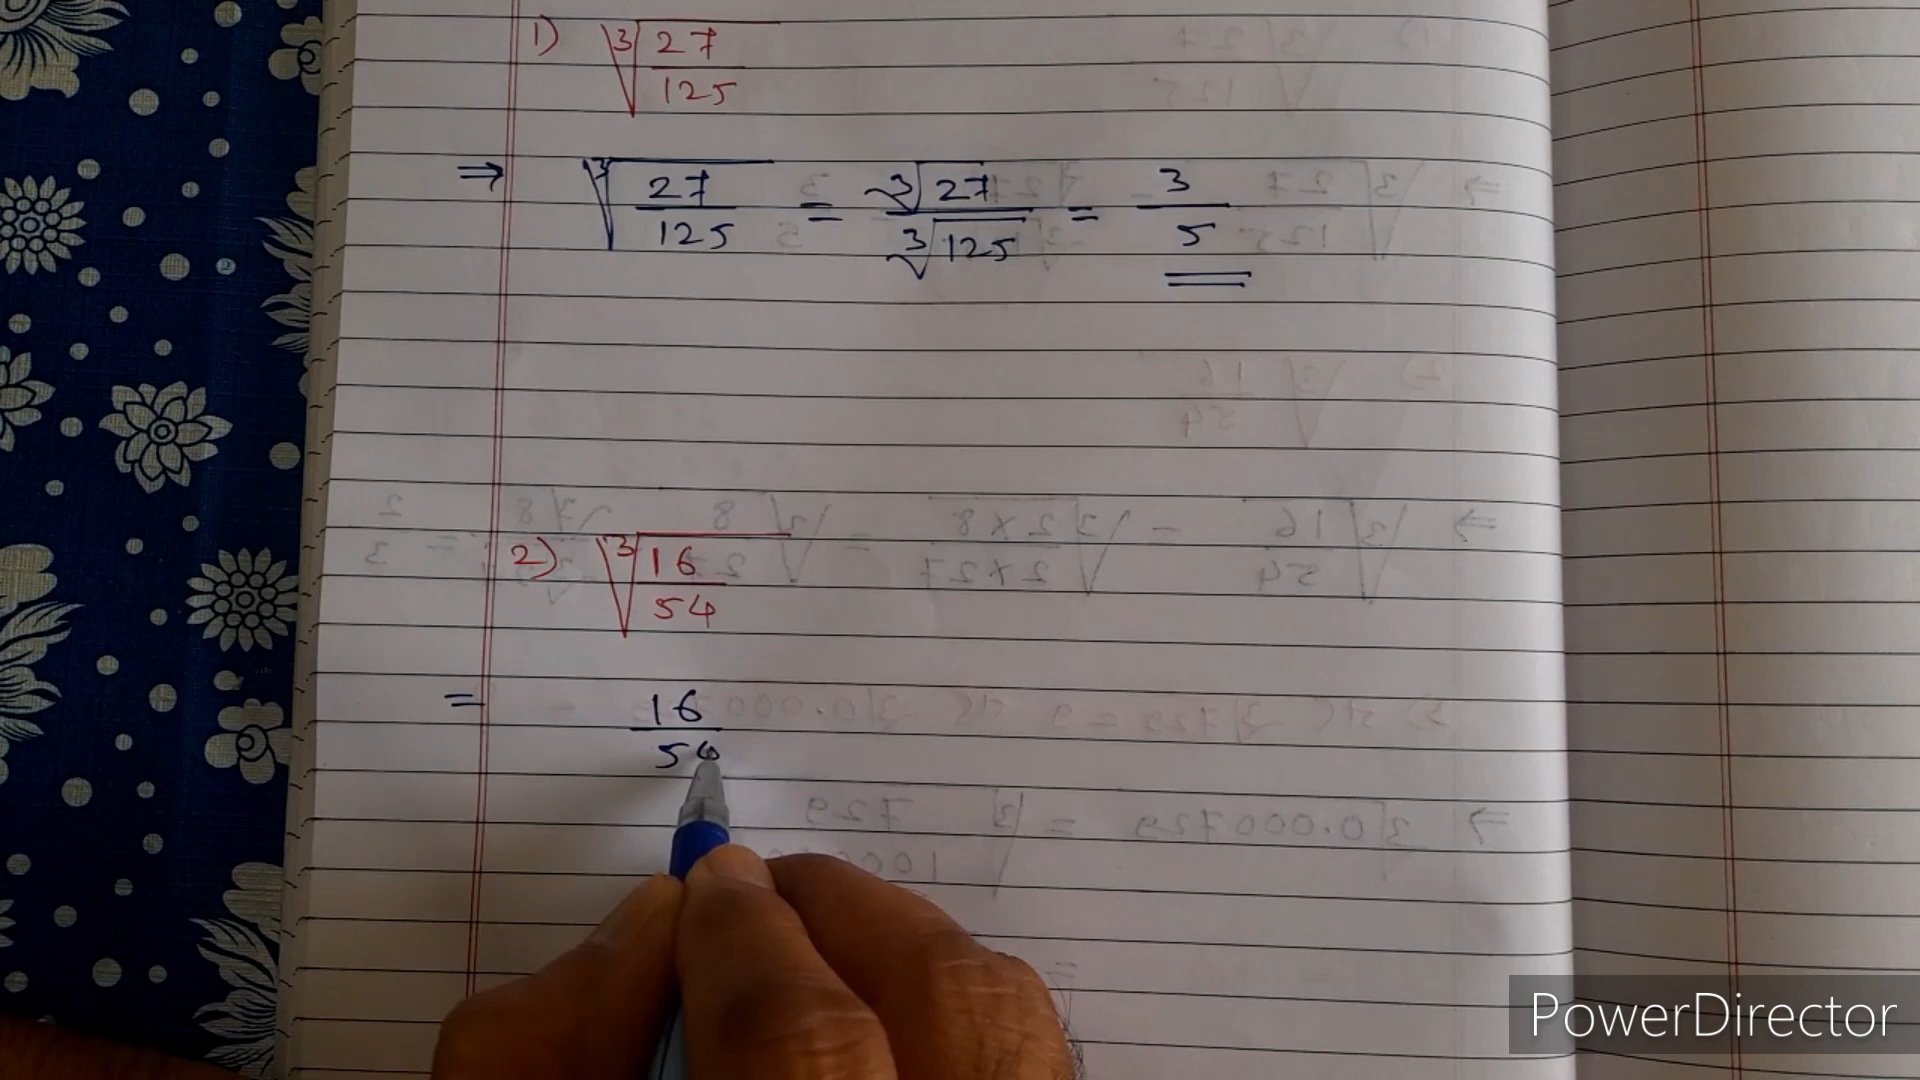 1) ∛(27/125)
⇒ ∛(27/125) = ∛27/∛125 = 3/5
2) ∛(16/54)
= 16/54
PowerDirector